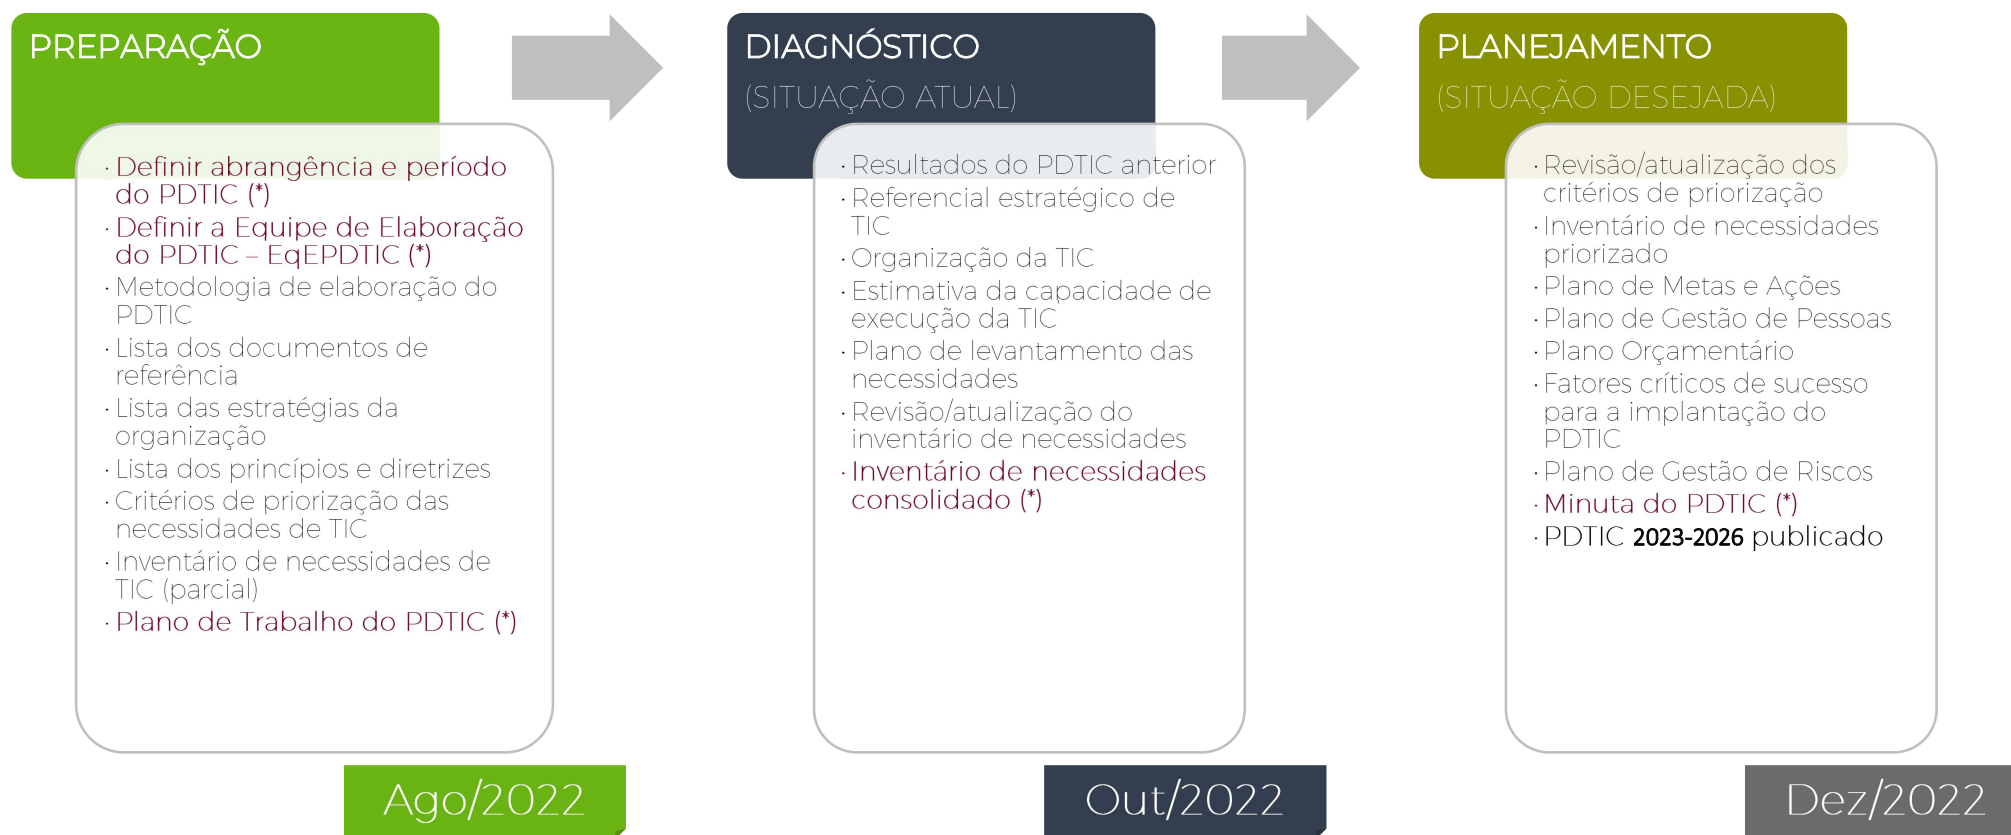 PREPARAÇÃO
· Definir abrangência e período
do PDTIC (*)
· Definir a Equipe de Elaboração
do PDTIC – EqEPDTIC (*)
· Metodologia de elaboração do
PDTIC
· Lista dos documentos de
referência
· Lista das estratégias da
organização
· Lista dos princípios e diretrizes
· Critérios de priorização das
necessidades de TIC
· Inventário de necessidades de
TIC (parcial)
· Plano de Trabalho do PDTIC (*)
Ago/2022
DIAGNÓSTICO
(SITUAÇÃO ATUAL)
· Resultados do PDTIC anterior
· Referencial estratégico de
TIC
· Organização da TIC
· Estimativa da capacidade de
execução da TIC
· Plano de levantamento das
necessidades
· Revisão/atualização do
inventário de necessidades
· Inventário de necessidades
consolidado (*)
Out/2022
PLANEJAMENTO
(SITUAÇÃO DESEJADA)
· Revisão/atualização dos
critérios de priorização
· Inventário de necessidades
priorizado
· Plano de Metas e Ações
· Plano de Gestão de Pessoas
· Plano Orçamentário
· Fatores críticos de sucesso
para a implantação do
PDTIC
· Plano de Gestão de Riscos
· Minuta do PDTIC (*)
· PDTIC 2023-2026 publicado
Dez/2022